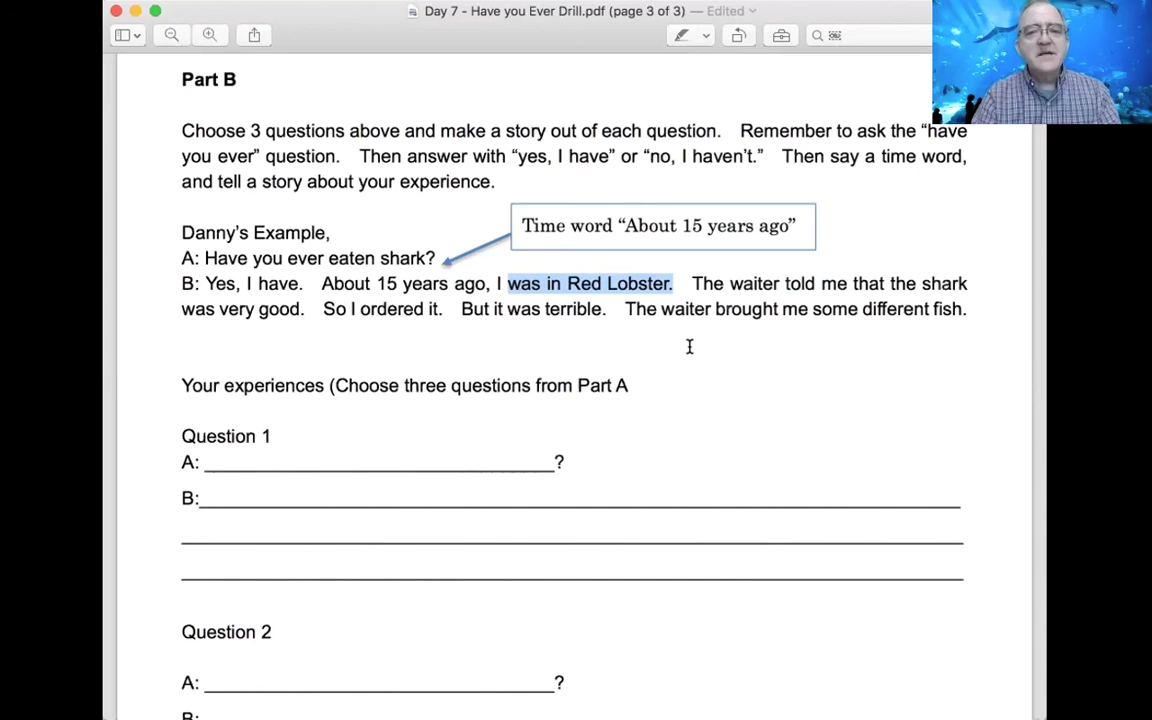 Day 7 - Have you Ever Drill.pdf (page 3 of 3) — Edited
Part B
Choose 3 questions above and make a story out of each question. Remember to ask the “have
you ever” question. Then answer with “yes, I have” or “no, I haven’t.” Then say a time word,
and tell a story about your experience.
Time word “About 15 years ago”
Danny’s Example,
A: Have you ever eaten shark?
B: Yes, I have. About 15 years ago, I was in Red Lobster. The waiter told me that the shark
was very good. So I ordered it. But it was terrible. The waiter brought me some different fish.
Your experiences (Choose three questions from Part A
Question 1
A: ____________________________________?
B:____________________________________
Question 2
A: ____________________________________?
B: